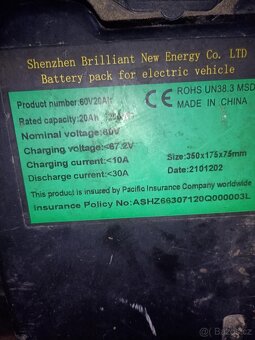 Shenzhen Brilliant New Energy Co. LTD
Battery pack for electric vehicle
Product number:60V20AH
Rated capacity:20Ah
CE ROHS UN38.3 MSD
MADE IN CHINA
Nominal voltage:60V
Charging voltage:<67.2V
Charging current:<10A
Size:350x175x75mm
Discharge current:<30A
Date:2101202
This product is insured by Pacific Insurance Company worldwide
Insurance Policy No:ASHZ66307120Q000003L